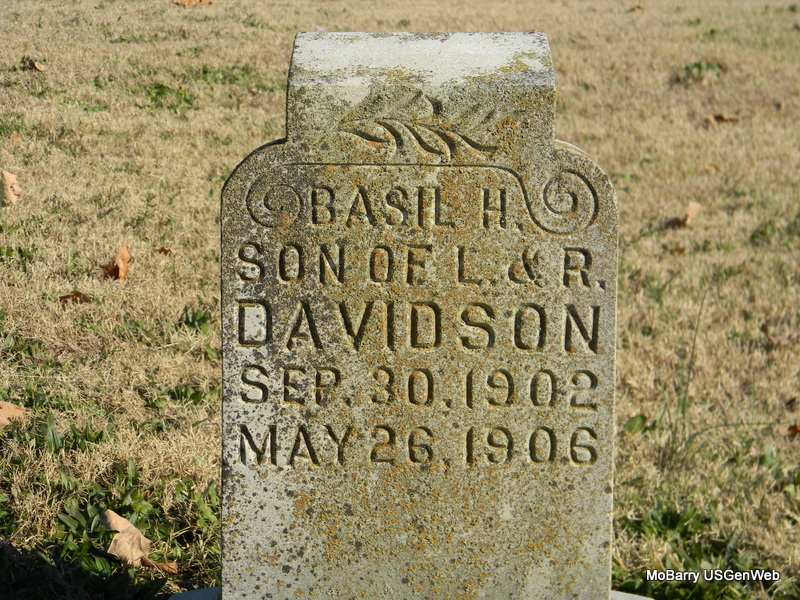 BASIL H.
SON OF L. & R.
DAVIDSON
SEP. 30, 1902
MAY 26, 1906
MoBarry USGenWeb